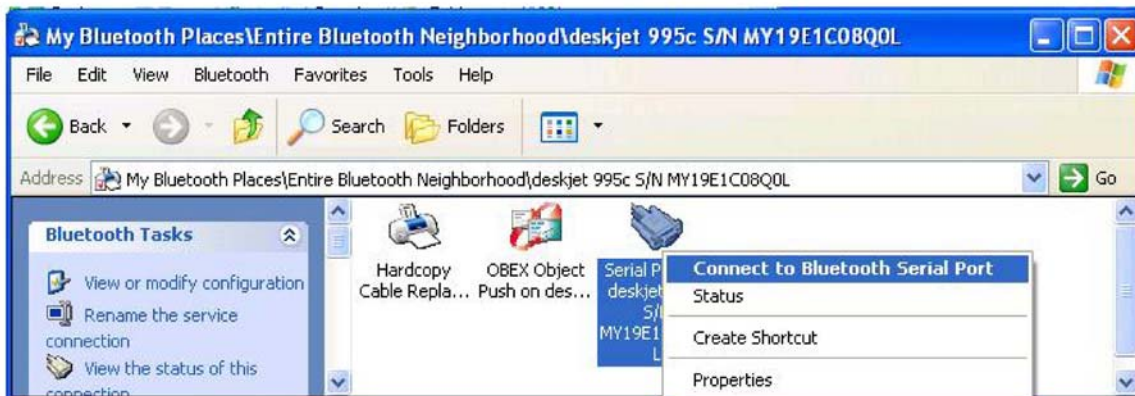 My Bluetooth Places\Entire Bluetooth Neighborhood\deskjet 995c S/N MY19E1C08Q0L
File Edit View Bluetooth Favorites Tools Help
Back Search Folders
Address My Bluetooth Places\Entire Bluetooth Neighborhood\deskjet 995c S/N MY19E1C08Q0L Go
Bluetooth Tasks
View or modify configuration
Rename the service
connection
View the status of this
connection
Hardcopy
Cable Repla...
OBEX Object
Push on des...
Serial P
deskjet
S/
MY19E1
L
Connect to Bluetooth Serial Port
Status
Create Shortcut
Properties